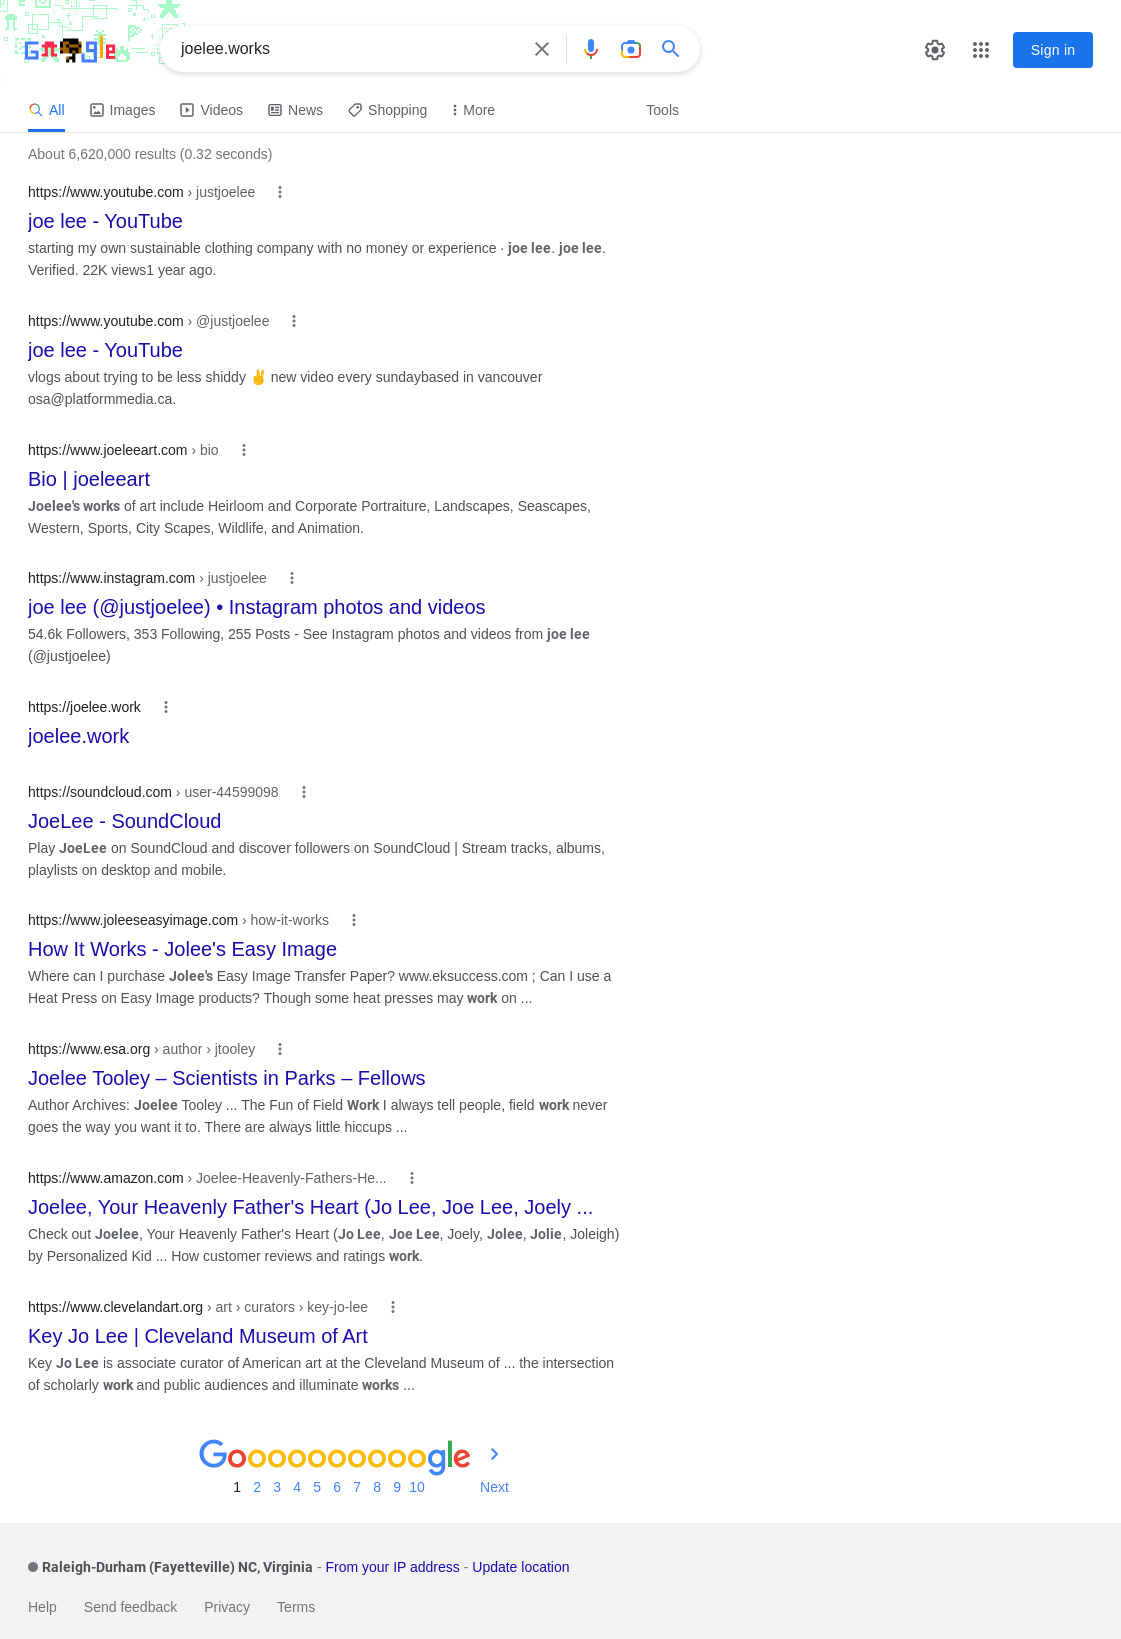 joelee.works
Sign in
All Images Videos News Shopping More Tools
About 6,620,000 results (0.32 seconds)
https://www.youtube.com › justjoelee
joe lee - YouTube
starting my own sustainable clothing company with no money or experience · joe lee. joe lee.
Verified. 22K views1 year ago.
https://www.youtube.com › @justjoelee
joe lee - YouTube
vlogs about trying to be less shiddy ✌️ new video every sundaybased in vancouver
osa@platformmedia.ca.
https://www.joeleeart.com › bio
Bio | joeleeart
Joelee's works of art include Heirloom and Corporate Portraiture, Landscapes, Seascapes,
Western, Sports, City Scapes, Wildlife, and Animation.
https://www.instagram.com › justjoelee
joe lee (@justjoelee) • Instagram photos and videos
54.6k Followers, 353 Following, 255 Posts - See Instagram photos and videos from joe lee
(@justjoelee)
https://joelee.work
joelee.work
https://soundcloud.com › user-44599098
JoeLee - SoundCloud
Play JoeLee on SoundCloud and discover followers on SoundCloud | Stream tracks, albums,
playlists on desktop and mobile.
https://www.joleeseasyimage.com › how-it-works
How It Works - Jolee's Easy Image
Where can I purchase Jolee's Easy Image Transfer Paper? www.eksuccess.com ; Can I use a
Heat Press on Easy Image products? Though some heat presses may work on ...
https://www.esa.org › author › jtooley
Joelee Tooley – Scientists in Parks – Fellows
Author Archives: Joelee Tooley ... The Fun of Field Work I always tell people, field work never
goes the way you want it to. There are always little hiccups ...
https://www.amazon.com › Joelee-Heavenly-Fathers-He...
Joelee, Your Heavenly Father's Heart (Jo Lee, Joe Lee, Joely ...
Check out Joelee, Your Heavenly Father's Heart (Jo Lee, Joe Lee, Joely, Jolee, Jolie, Joleigh)
by Personalized Kid ... How customer reviews and ratings work.
https://www.clevelandart.org › art › curators › key-jo-lee
Key Jo Lee | Cleveland Museum of Art
Key Jo Lee is associate curator of American art at the Cleveland Museum of ... the intersection
of scholarly work and public audiences and illuminate works ...
Goooooooooogle
1 2 3 4 5 6 7 8 9 10 Next
Raleigh-Durham (Fayetteville) NC, Virginia - From your IP address - Update location
Help Send feedback Privacy Terms